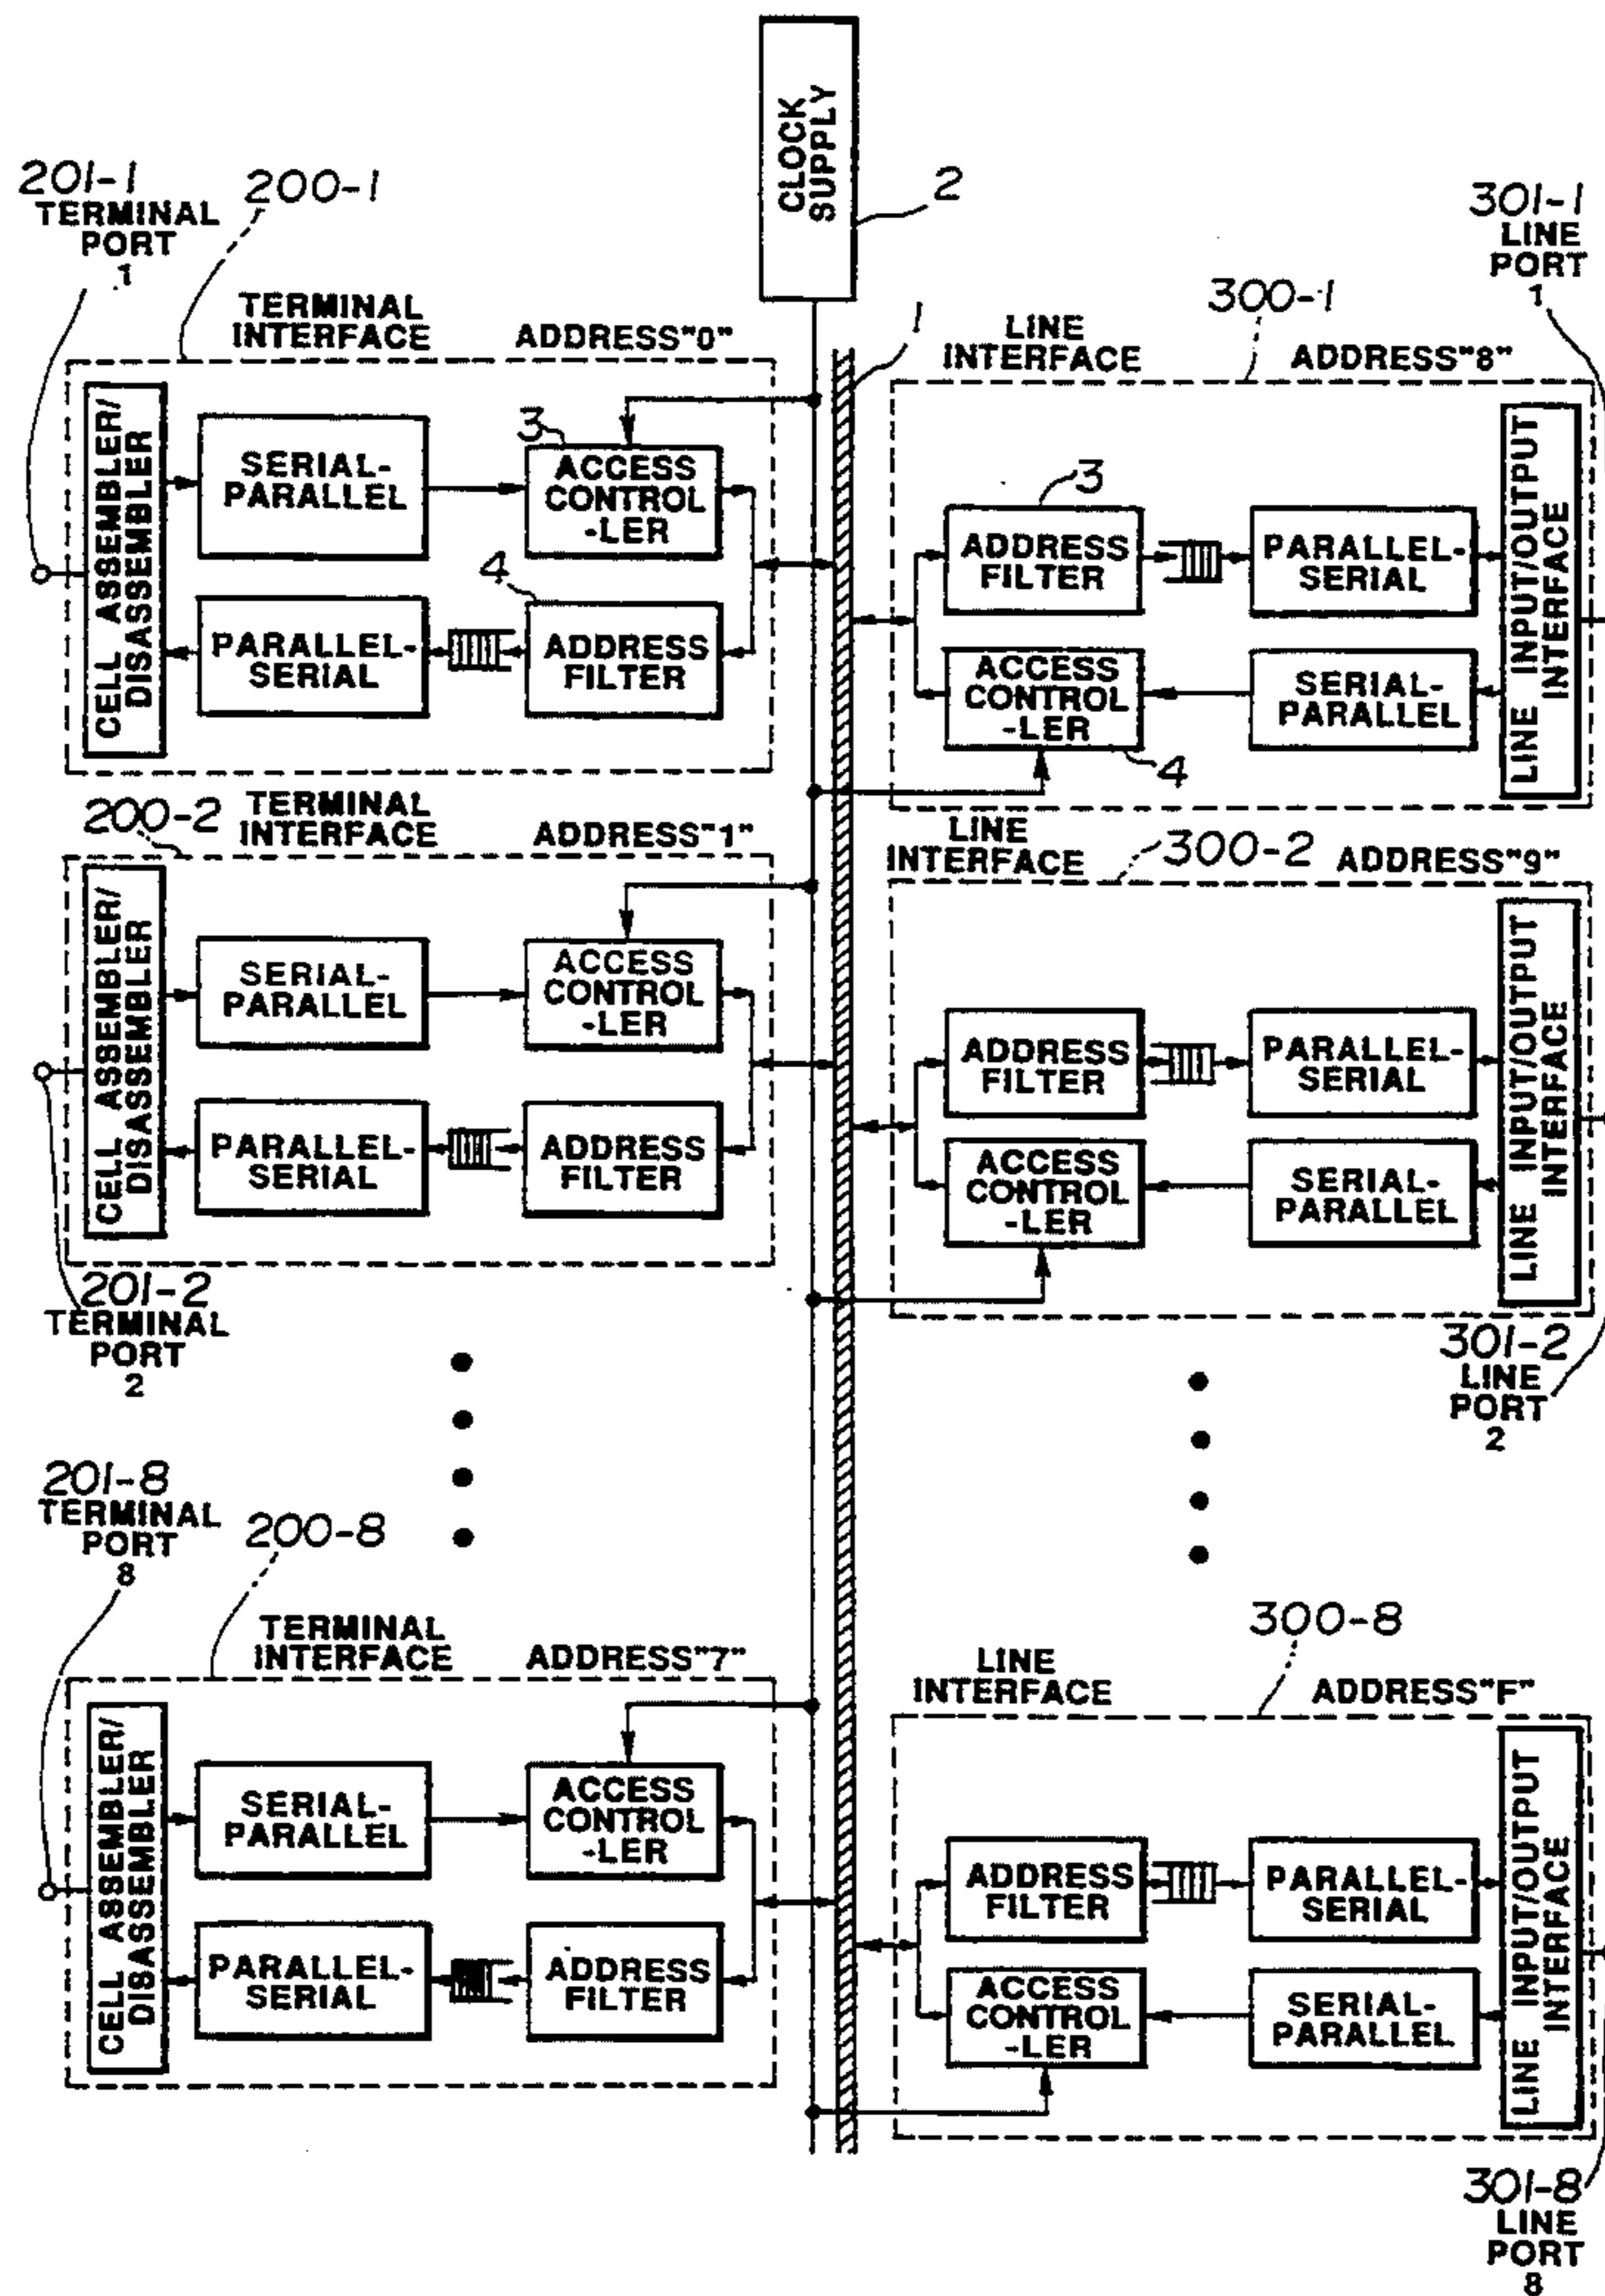 CLOCK
SUPPLY
2
1
201-1
TERMINAL
PORT
1
200-1
TERMINAL
INTERFACE
ADDRESS"0"
CELL ASSEMBLER/
DISASSEMBLER
SERIAL-
PARALLEL
3
ACCESS
CONTROL
-LER
PARALLEL-
SERIAL
4
ADDRESS
FILTER
301-1
LINE
PORT
1
300-1
LINE
INTERFACE
ADDRESS"8"
3
ADDRESS
FILTER
PARALLEL-
SERIAL
ACCESS
CONTROL
-LER
4
SERIAL-
PARALLEL
LINE INPUT/OUTPUT
INTERFACE
200-2
TERMINAL
INTERFACE
ADDRESS"1"
CELL ASSEMBLER/
DISASSEMBLER
SERIAL-
PARALLEL
ACCESS
CONTROL
-LER
PARALLEL-
SERIAL
ADDRESS
FILTER
201-2
TERMINAL
PORT
2
LINE
INTERFACE
300-2
ADDRESS"9"
ADDRESS
FILTER
PARALLEL-
SERIAL
ACCESS
CONTROL
-LER
SERIAL-
PARALLEL
LINE INPUT/OUTPUT
INTERFACE
301-2
LINE
PORT
2
201-8
TERMINAL
PORT
8
200-8
TERMINAL
INTERFACE
ADDRESS"7"
CELL ASSEMBLER/
DISASSEMBLER
SERIAL-
PARALLEL
ACCESS
CONTROL
-LER
PARALLEL-
SERIAL
ADDRESS
FILTER
300-8
LINE
INTERFACE
ADDRESS"F"
ADDRESS
FILTER
PARALLEL-
SERIAL
ACCESS
CONTROL
-LER
SERIAL-
PARALLEL
LINE INPUT/OUTPUT
INTERFACE
301-8
LINE
PORT
8